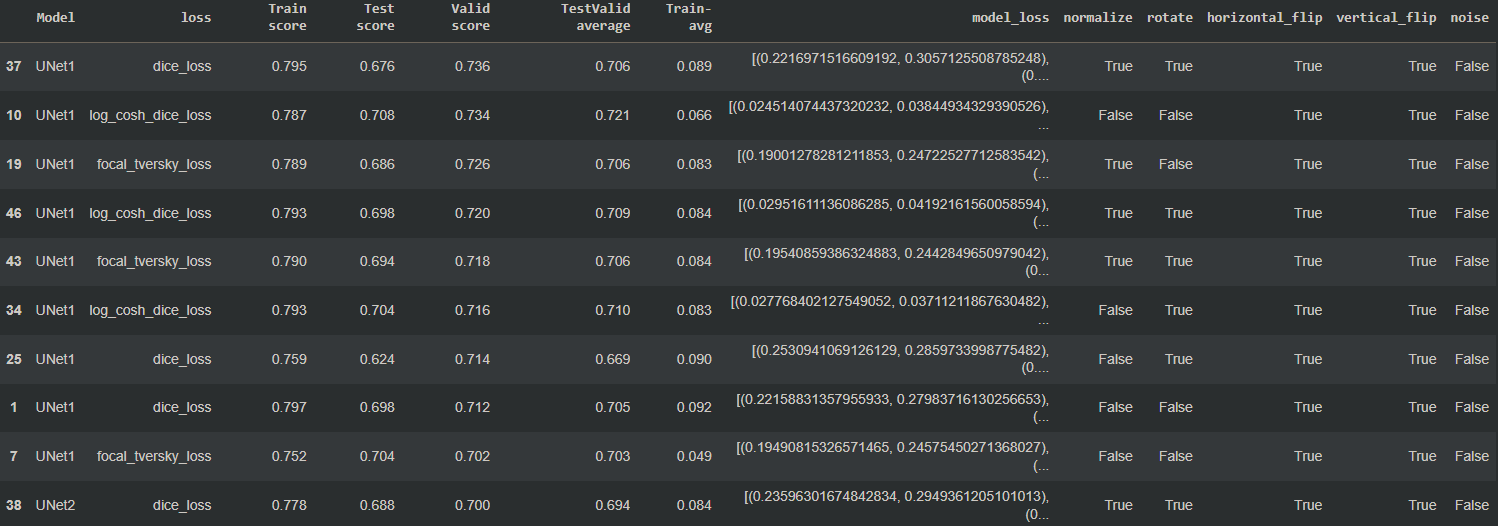 Model loss Train score Test score Valid score TestValid average Train-avg model_loss normalize rotate horizontal_flip vertical_flip noise
37 UNet1 dice_loss 0.795 0.676 0.736 0.706 0.089 [(0.2216971516609192, 0.3057125508785248), (0.... True True True True False
10 UNet1 log_cosh_dice_loss 0.787 0.708 0.734 0.721 0.066 [(0.024514074437320232, 0.03844934329390526), ... False False True True False
19 UNet1 focal_tversky_loss 0.789 0.686 0.726 0.706 0.083 [(0.19001278281211853, 0.24722527712583542), (... True False True True False
46 UNet1 log_cosh_dice_loss 0.793 0.698 0.720 0.709 0.084 [(0.02951611136086285, 0.04192161560058594), (... True True True True False
43 UNet1 focal_tversky_loss 0.790 0.694 0.718 0.706 0.084 [(0.19540859386324883, 0.2442849650979042), (0... True True True True False
34 UNet1 log_cosh_dice_loss 0.793 0.704 0.716 0.710 0.083 [(0.027768402127549052, 0.03711211867630482), ... False True True True False
25 UNet1 dice_loss 0.759 0.624 0.714 0.669 0.090 [(0.2530941069126129, 0.2859733998775482), (0.... False True True True False
1 UNet1 dice_loss 0.797 0.698 0.712 0.705 0.092 [(0.22158831357955933, 0.27983716130256653), (... False False True True False
7 UNet1 focal_tversky_loss 0.752 0.704 0.702 0.703 0.049 [(0.19490815326571465, 0.24575450271368027), (... False False True True False
38 UNet2 dice_loss 0.778 0.688 0.700 0.694 0.084 [(0.23596301674842834, 0.2949361205101013), (0... True True True True False